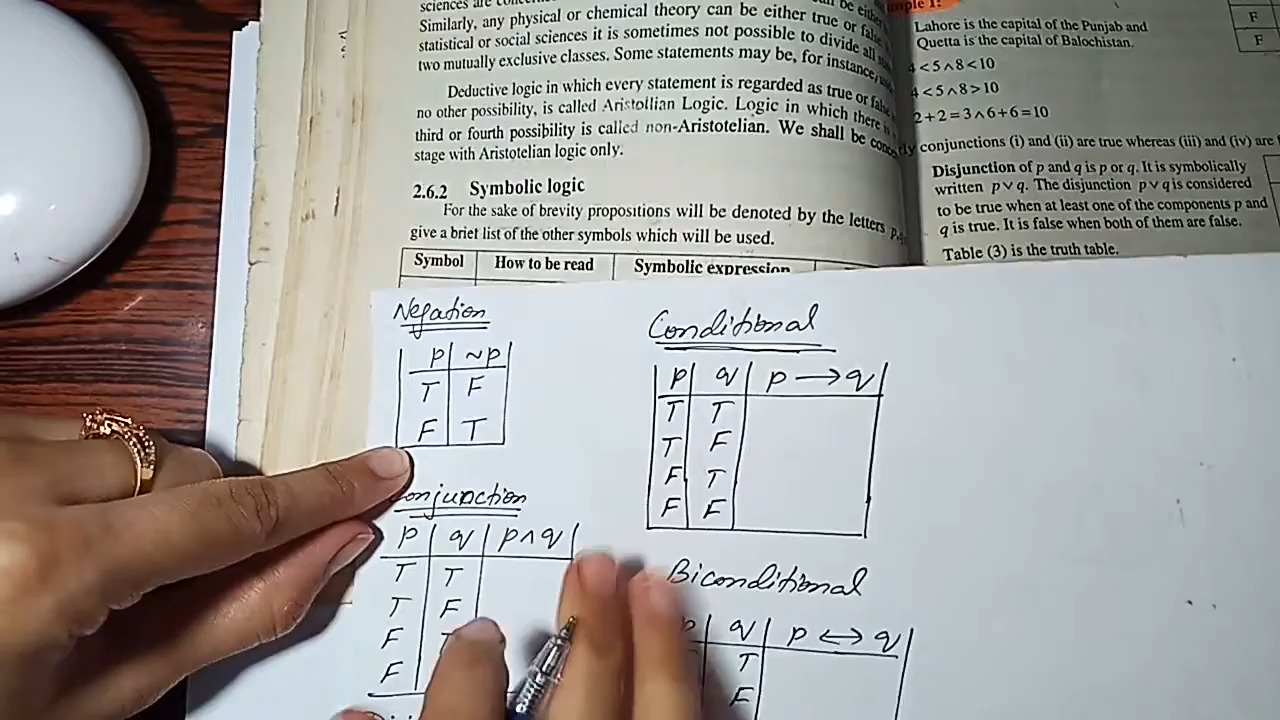 sciences are
Similarly, any physical or chemical theory can be either true or false
statistical or social sciences it is sometimes not possible to divide all
two mutually exclusive classes. Some statements may be, for instance,
Deductive logic in which every statement is regarded as true or false
no other possibility, is called Aristotlian Logic. Logic in which there is
third or fourth possibility is called non-Aristotelian. We shall be
stage with Aristotelian logic only.
2.6.2 Symbolic logic
For the sake of brevity propositions will be denoted by the letters p, q
give a brief list of the other symbols which will be used.
Symbol How to be read Symbolic expression
Lahore is the capital of the Punjab and
Quetta is the capital of Balochistan.
4 < 5 ∧ 8 < 10
4 < 5 ∧ 8 > 10
2 + 2 = 3 ∧ 6 + 6 = 10
conjunctions (i) and (ii) are true whereas (iii) and (iv) are
Disjunction of p and q is p or q. It is symbolically
written p ∨ q. The disjunction p ∨ q is considered
to be true when at least one of the components p and
q is true. It is false when both of them are false.
Table (3) is the truth table.
F
F
Negation
p ~p
T F
F T
Conjunction
p q p ∧ q
T T
T F
F
F
Conditional
p q p → q
T T
T F
F T
F F
Biconditional
p q p ↔ q
T
F